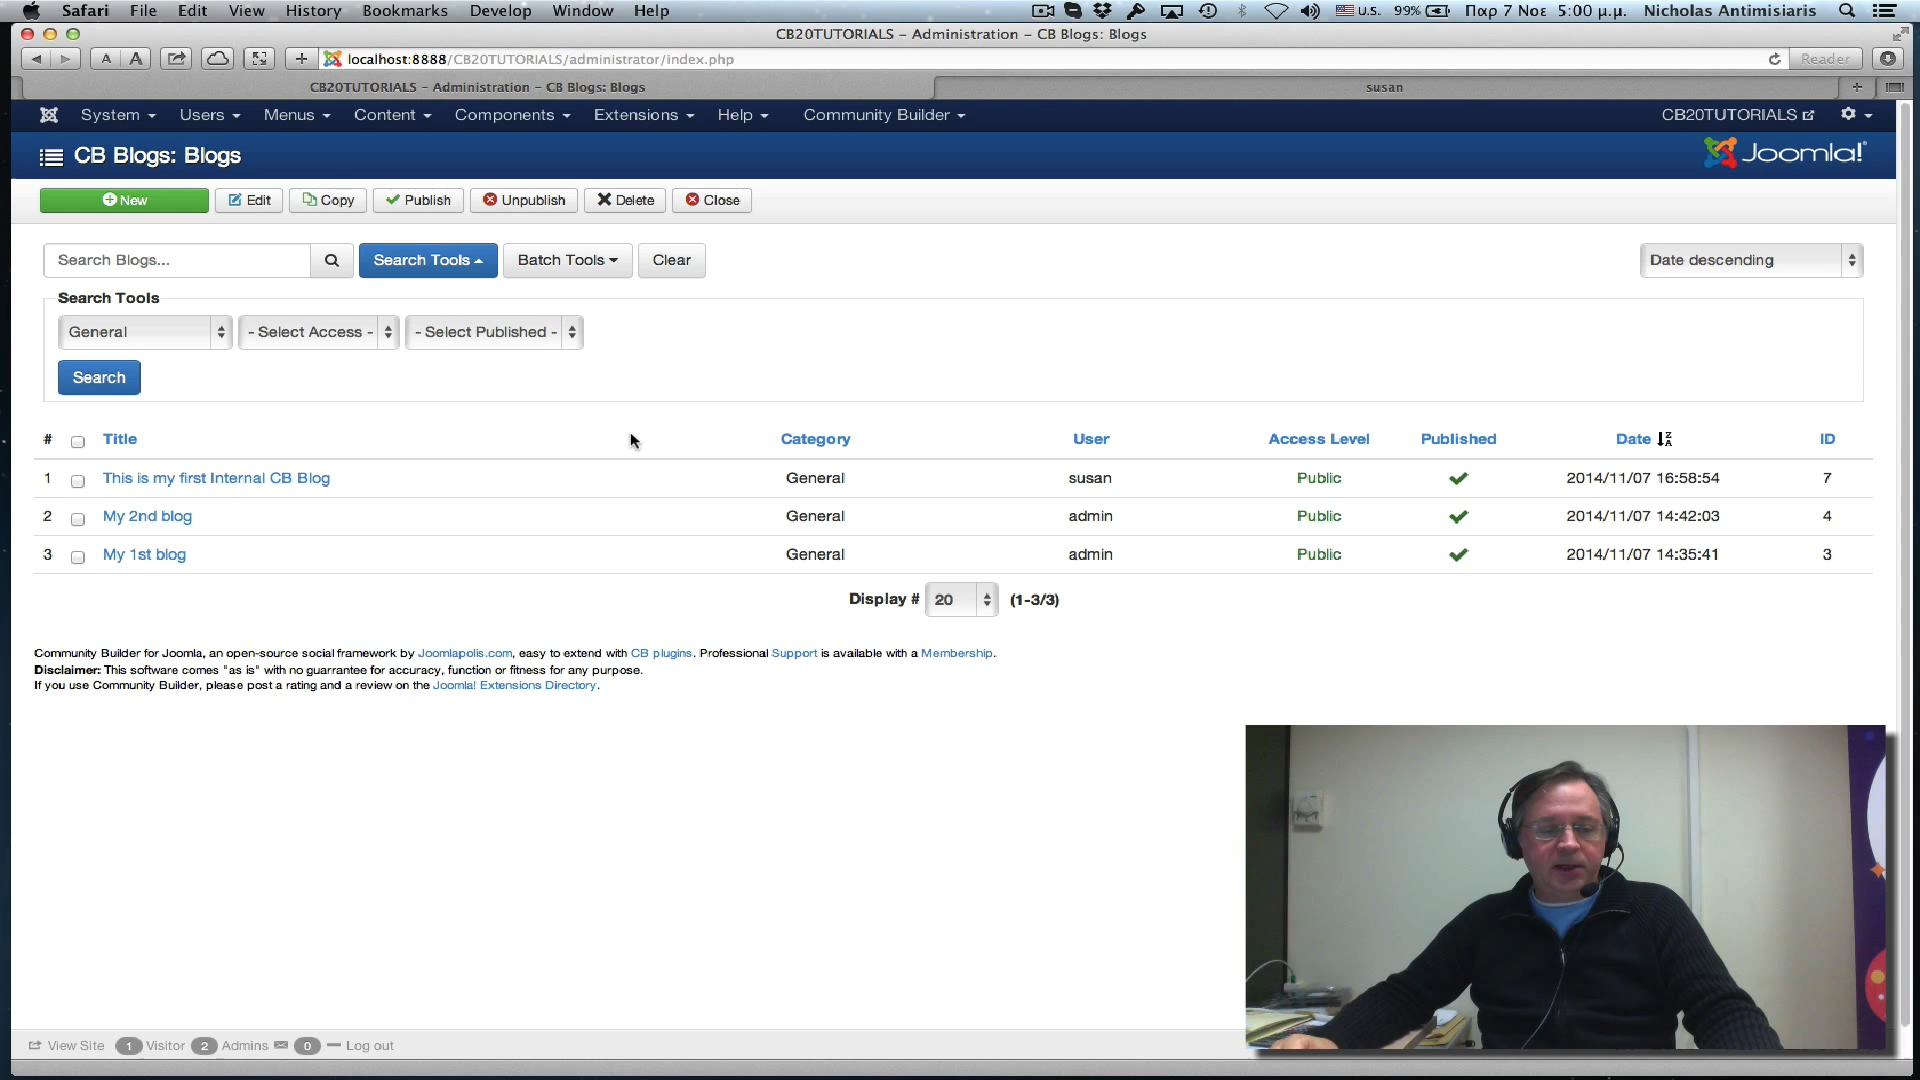 Safari File Edit View History Bookmarks Develop Window Help U.S. 99% Παρ 7 Νοε 5:00 μ.μ. Nicholas Antimisiaris
CB20TUTORIALS – Administration – CB Blogs: Blogs
A A + localhost:8888/CB20TUTORIALS/administrator/index.php Reader
CB20TUTORIALS – Administration – CB Blogs: Blogs susan +
System Users Menus Content Components Extensions Help Community Builder CB20TUTORIALS
CB Blogs: Blogs Joomla!
New Edit Copy Publish Unpublish Delete Close
Search Blogs... Search Tools Batch Tools Clear Date descending
Search Tools
General - Select Access - - Select Published -
Search
# Title Category User Access Level Published Date ID
1 This is my first Internal CB Blog General susan Public 2014/11/07 16:58:54 7
2 My 2nd blog General admin Public 2014/11/07 14:42:03 4
3 My 1st blog General admin Public 2014/11/07 14:35:41 3
Display # 20 (1-3/3)
Community Builder for Joomla, an open-source social framework by Joomlapolis.com, easy to extend with CB plugins. Professional Support is available with a Membership.
Disclaimer: This software comes "as is" with no guarrantee for accuracy, function or fitness for any purpose.
If you use Community Builder, please post a rating and a review on the Joomla! Extensions Directory.
View Site 1 Visitor 2 Admins 0 Log out